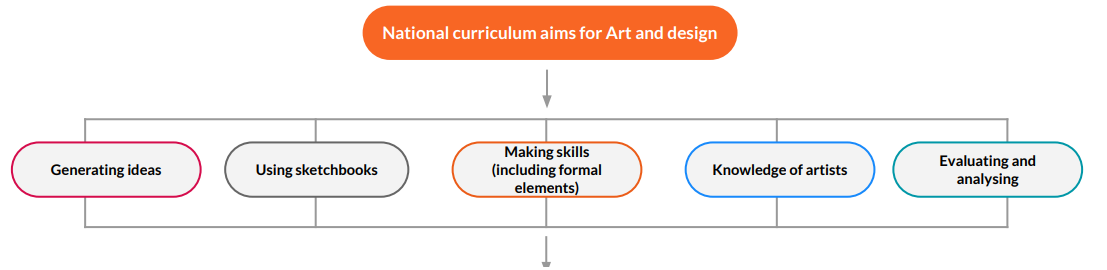 National curriculum aims for Art and design
Generating ideas
Using sketchbooks
Making skills
(including formal
elements)
Knowledge of artists
Evaluating and
analysing